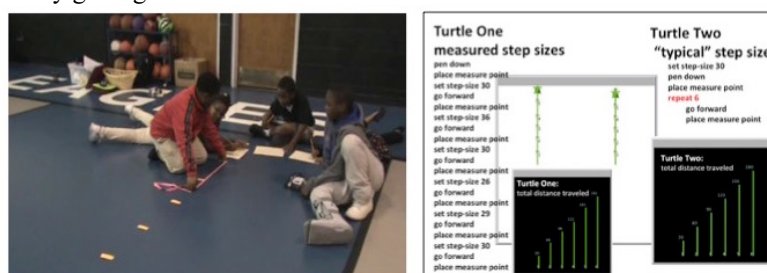 EAGLES
Turtle One
measured step sizes
pen down
place measure point
set step-size 30
go forward
place measure point
set step-size 36
go forward
place measure point
set step-size 30
go forward
place measure point
set step-size 26
go forward
place measure point
set step-size 29
go forward
place measure point
set step-size 30
go forward
place measure point
Turtle Two
"typical" step size
set step-size 30
pen down
place measure point
repeat 6
go forward
place measure point
Turtle One:
total distance traveled
Turtle Two:
total distance traveled